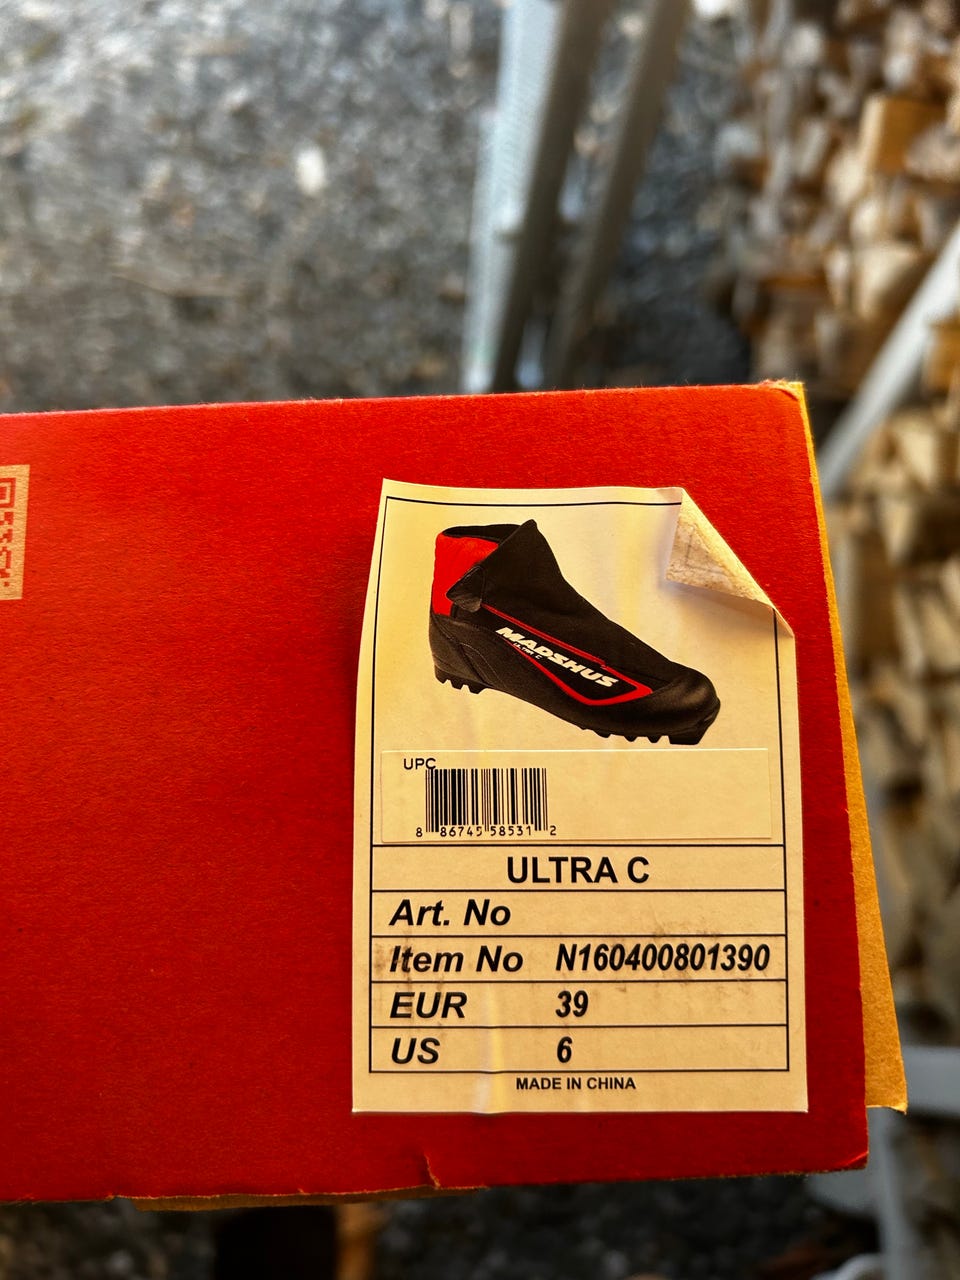 MADSHUS
ULTRA C
UPC
8 86745 58531 2
ULTRA C
Art. No
Item No N160400801390
EUR 39
US 6
MADE IN CHINA